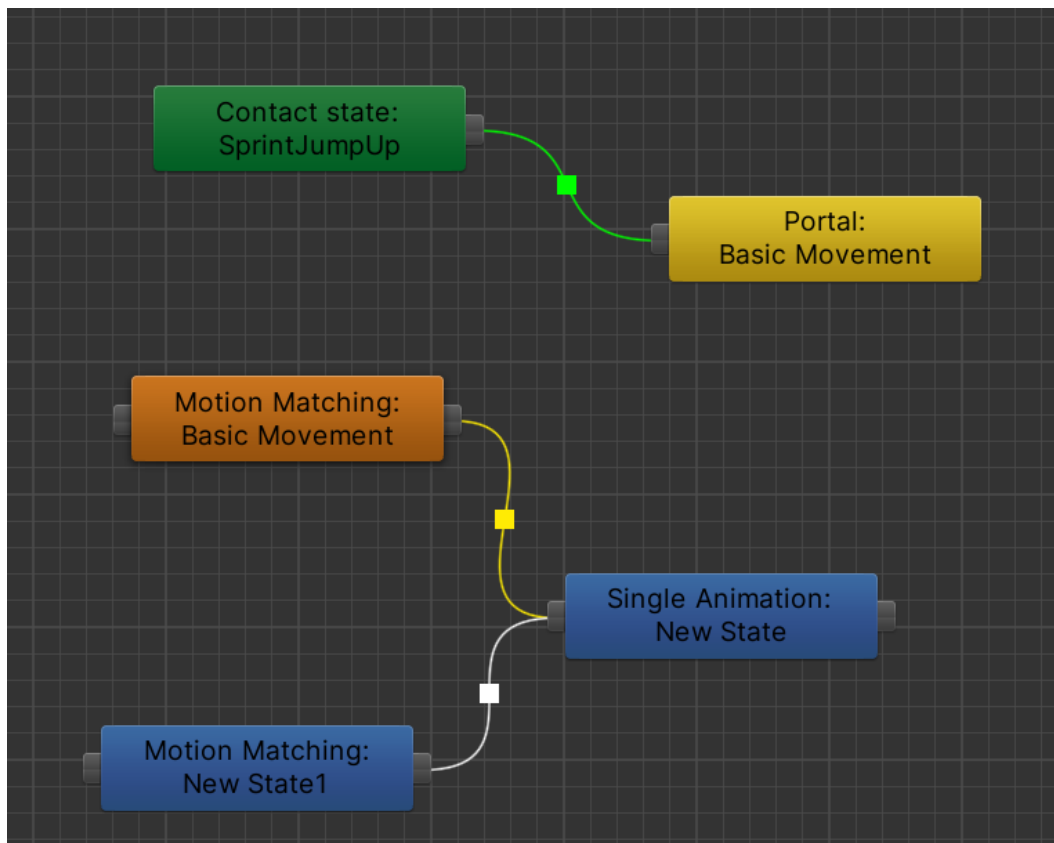 Contact state:
SprintJumpUp
Portal:
Basic Movement
Motion Matching:
Basic Movement
Single Animation:
New State
Motion Matching:
New State1